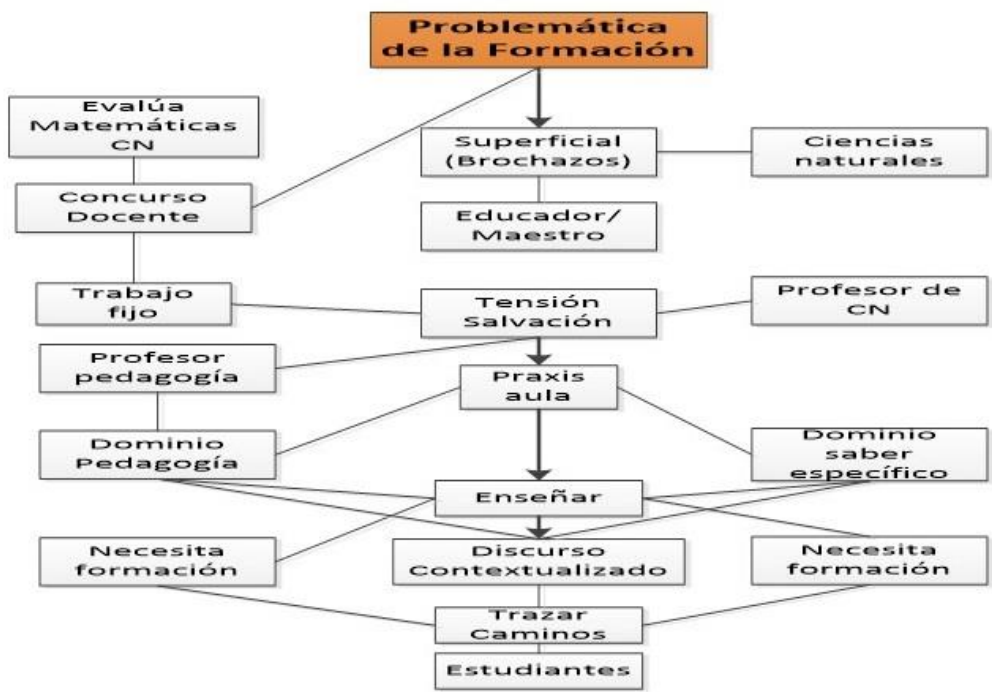 Problemática
de la Formación
Evalúa
Matemáticas
CN
Superficial
(Brochazos)
Ciencias
naturales
Concurso
Docente
Educador/
Maestro
Trabajo
fijo
Tensión
Salvación
Profesor de
CN
Profesor
pedagogía
Praxis
aula
Dominio
Pedagogía
Dominio
saber
específico
Enseñar
Necesita
formación
Discurso
Contextualizado
Necesita
formación
Trazar
Caminos
Estudiantes